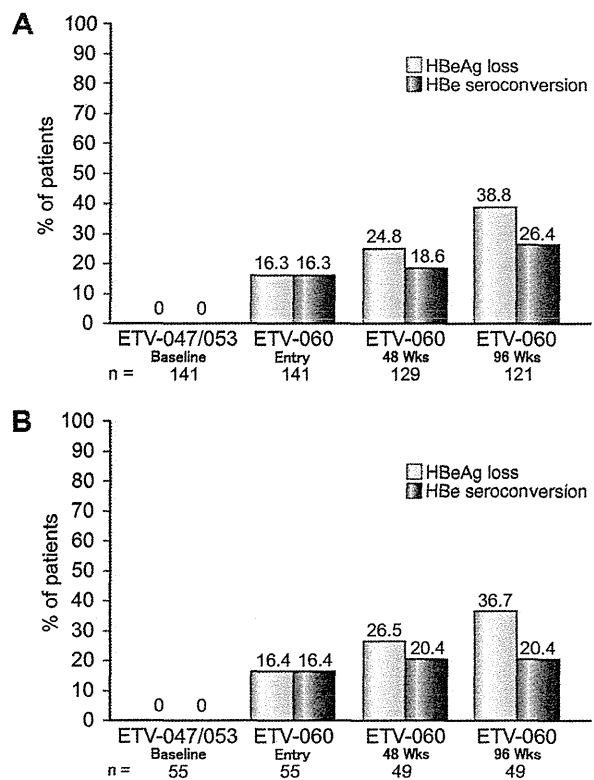 A
100
90
80
70
60
50
40
30
20
10
0
% of patients
HBeAg loss
HBe seroconversion
0 0
16.3 16.3
24.8 18.6
38.8 26.4
ETV-047/053 ETV-060 ETV-060 ETV-060
Baseline Entry 48 Wks 96 Wks
n = 141 141 129 121
B
100
90
80
70
60
50
40
30
20
10
0
% of patients
HBeAg loss
HBe seroconversion
0 0
16.4 16.4
26.5 20.4
36.7 20.4
ETV-047/053 ETV-060 ETV-060 ETV-060
Baseline Entry 48 Wks 96 Wks
n = 55 55 49 49